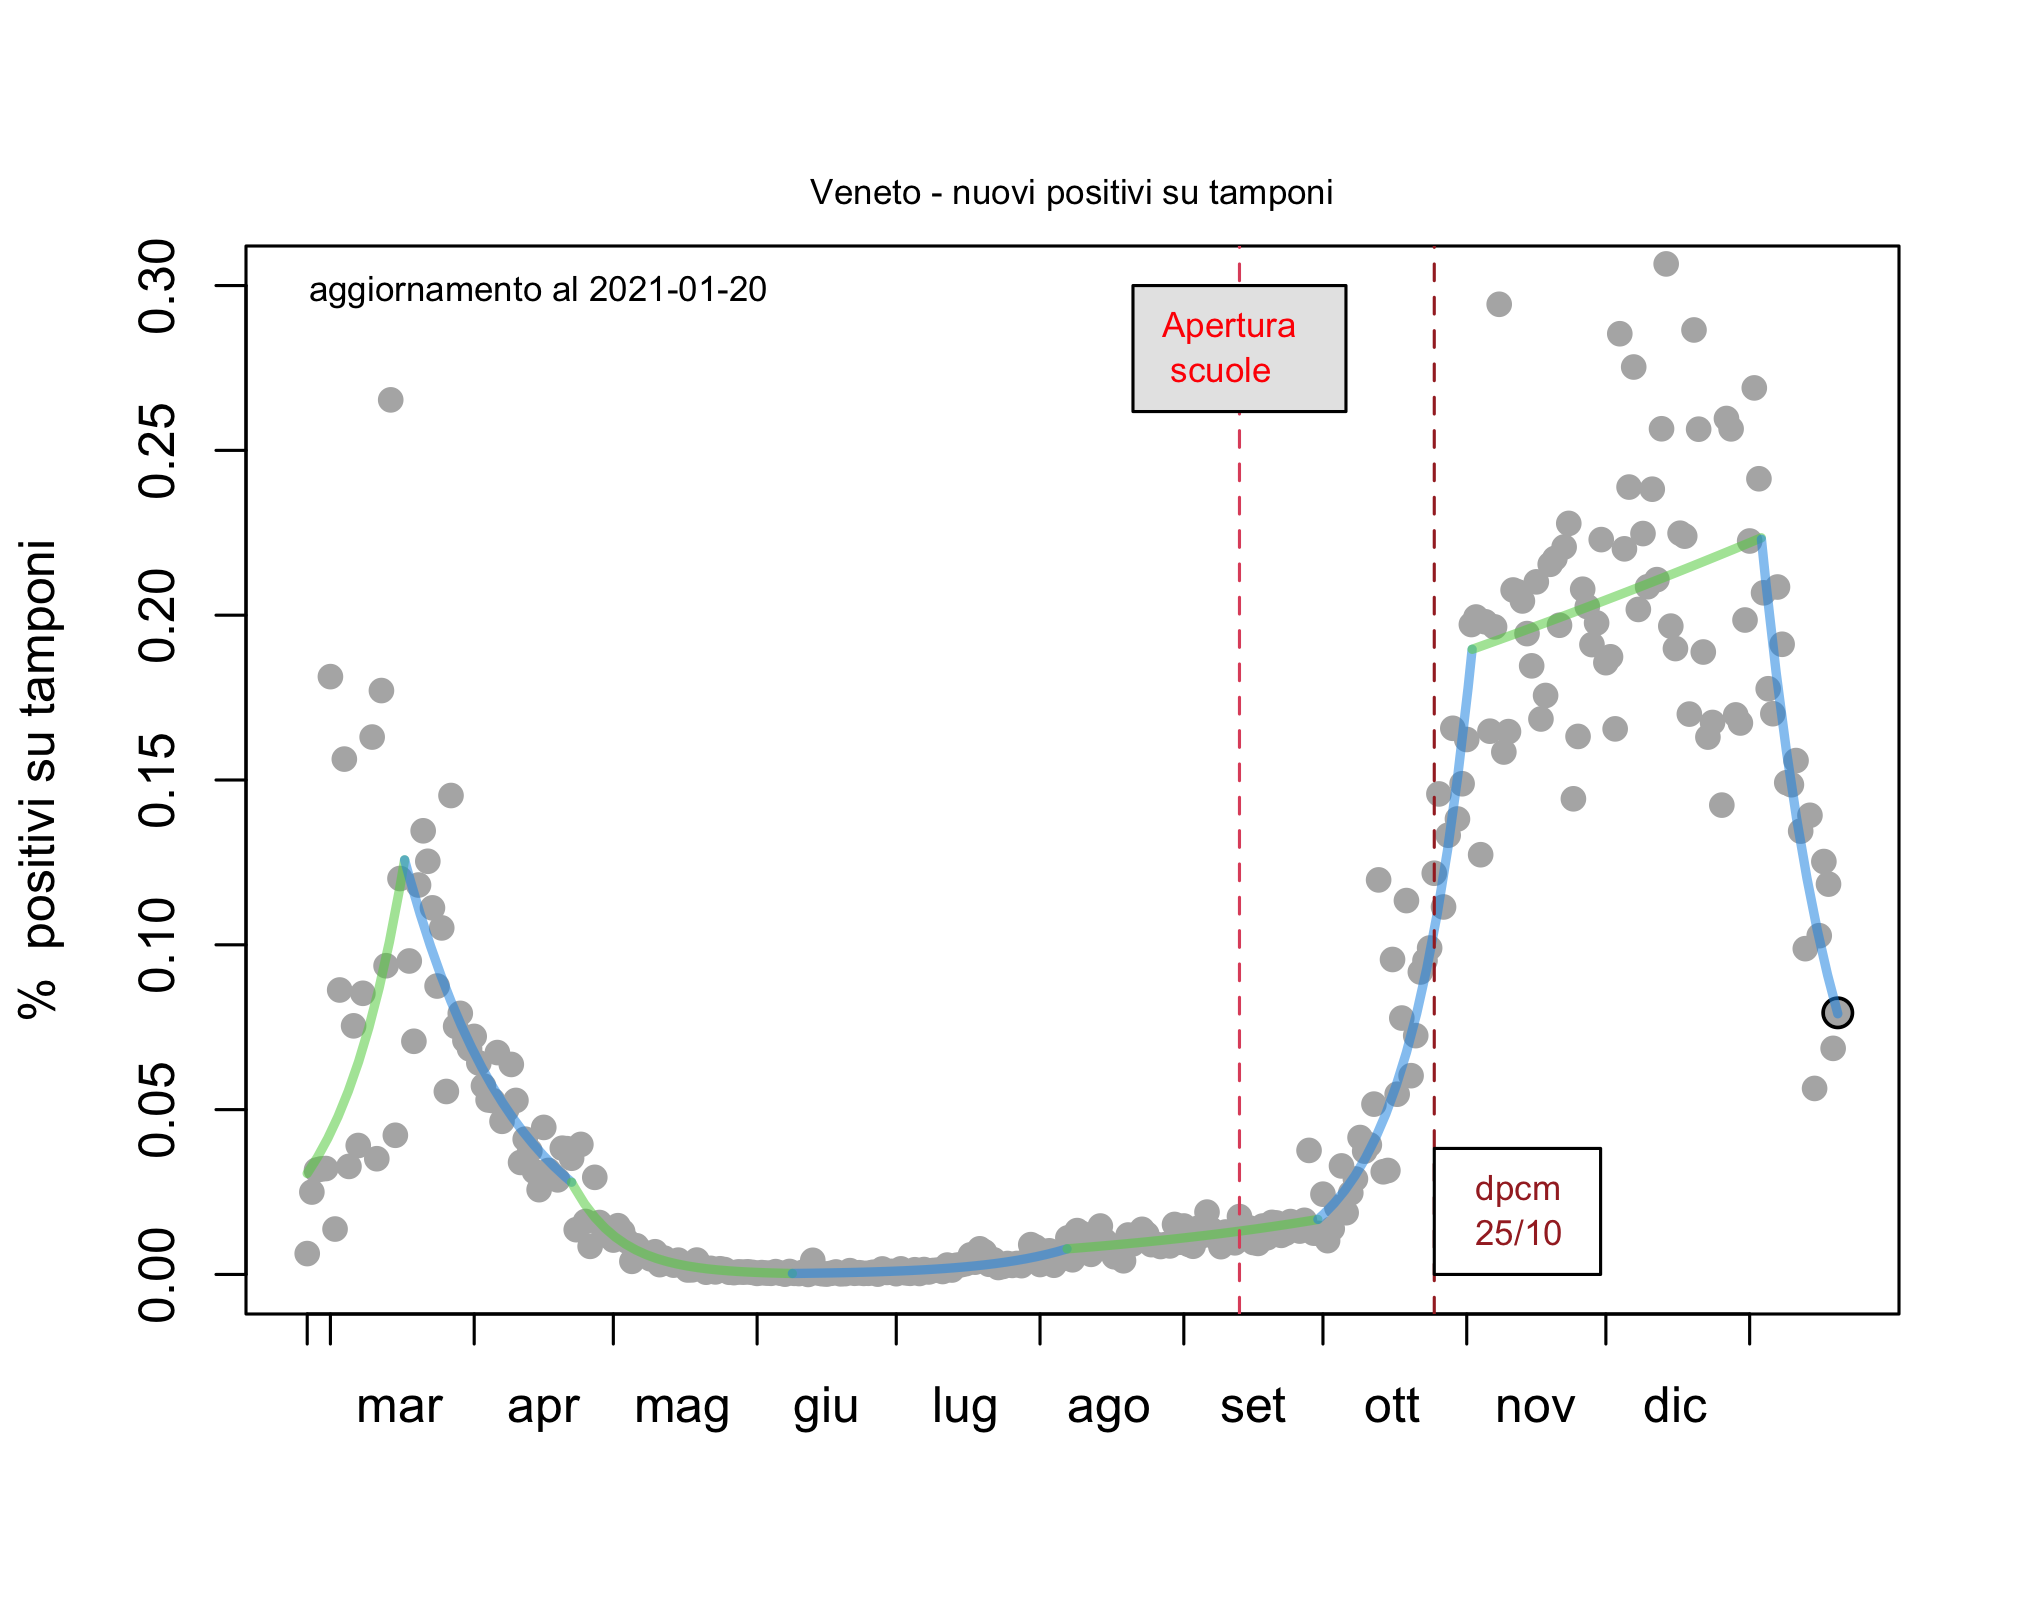 Veneto - nuovi positivi su tamponi
aggiornamento al 2021-01-20
Apertura
scuole
dpcm
25/10
% positivi su tamponi
0.30
0.25
0.20
0.15
0.10
0.05
0.00
mar apr mag giu lug ago set ott nov dic